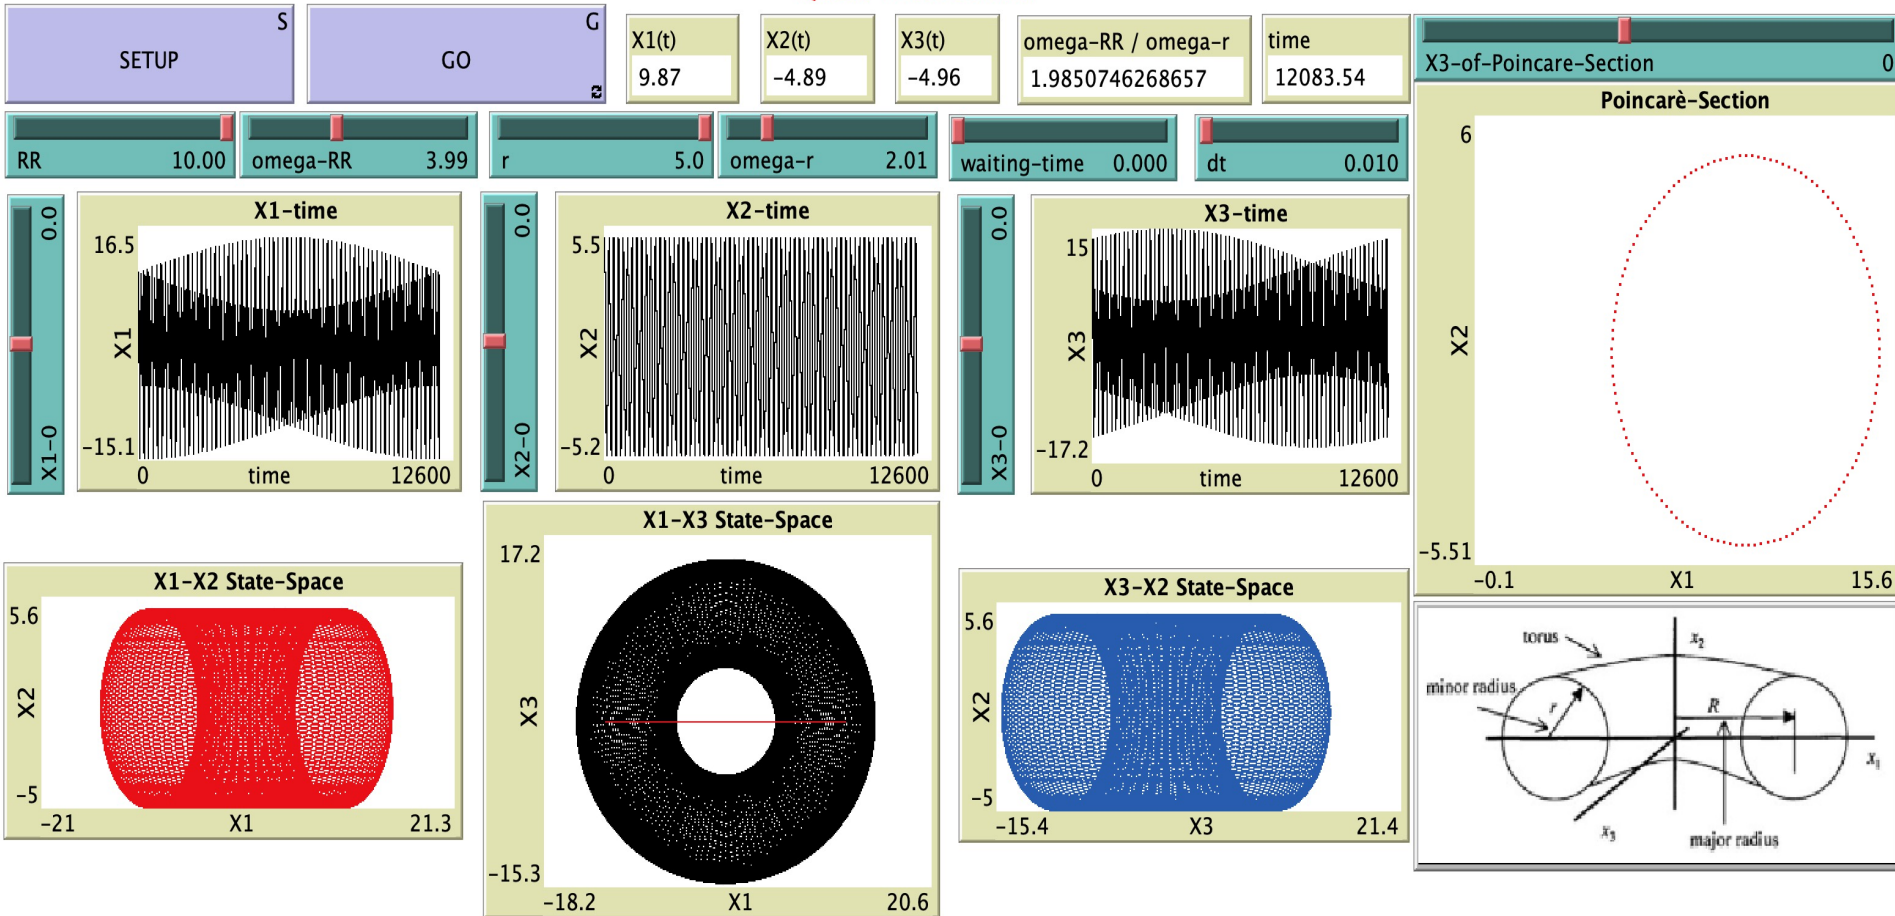 S
SETUP
G
GO
X1(t)
9.87
X2(t)
-4.89
X3(t)
-4.96
omega-RR / omega-r
1.9850746268657
time
12083.54
X3-of-Poincare-Section 0
RR 10.00
omega-RR 3.99
r 5.0
omega-r 2.01
waiting-time 0.000
dt 0.010
X1-0 0.0
X1-time
16.5
X1
-15.1
0 time 12600
X2-0 0.0
X2-time
5.5
X2
-5.2
0 time 12600
X3-0 0.0
X3-time
15
X3
-17.2
0 time 12600
Poincarè-Section
6
X2
-5.51
-0.1 X1 15.6
X1-X2 State-Space
5.6
X2
-5
-21 X1 21.3
X1-X3 State-Space
17.2
X3
-15.3
-18.2 X1 20.6
X3-X2 State-Space
5.6
X2
-5
-15.4 X3 21.4
torus
x2
minor radius
r
R
x1
x3
major radius